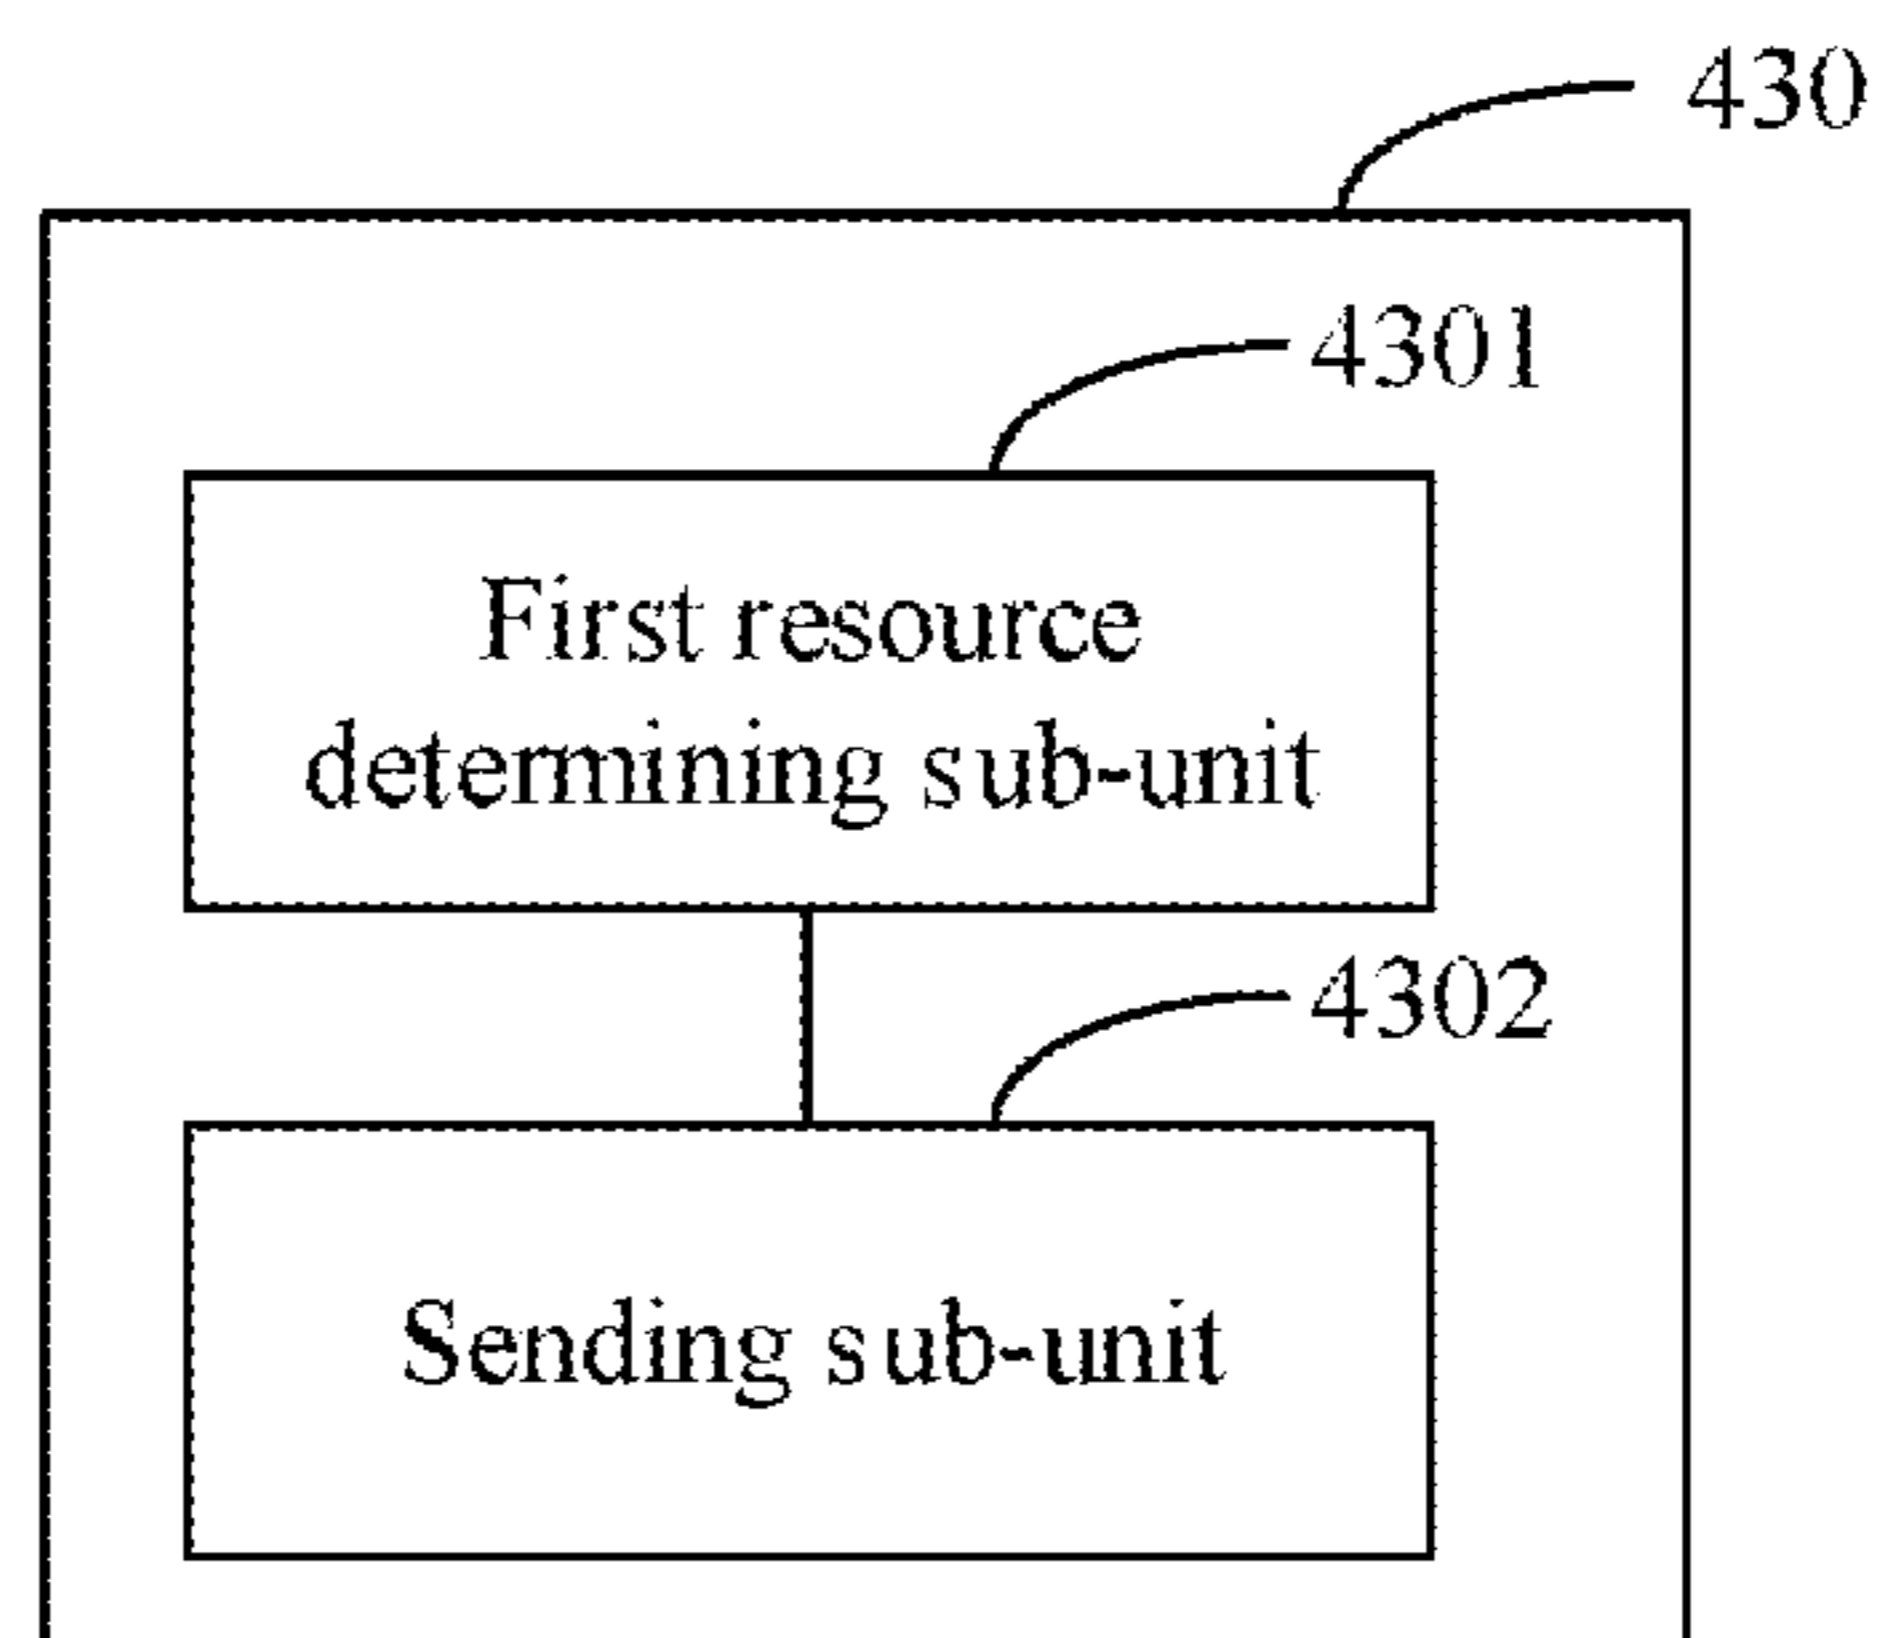 430
4301
First resource
determining sub-unit
4302
Sending sub-unit